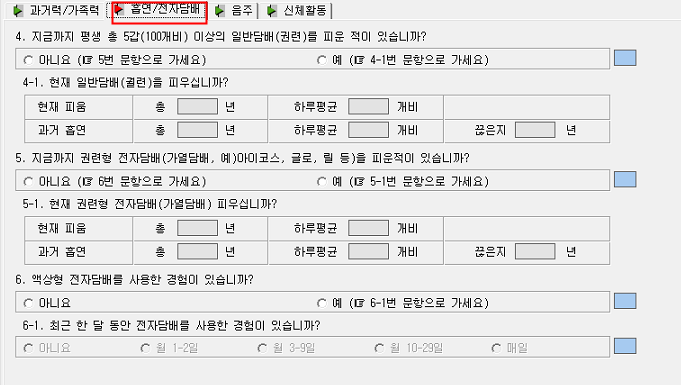 과거력/가족력 흡연/전자담배 음주 신체활동
4. 지금까지 평생 총 5갑(100개비) 이상의 일반담배(권련)를 피운 적이 있습니까?
아니요 (☞ 5번 문항으로 가세요) 예 (☞ 4-1번 문항으로 가세요)
4-1. 현재 일반담배(궐련)을 피우십니까?
현재 피움 총 년 하루평균 개비
과거 흡연 총 년 하루평균 개비 끊은지 년
5. 지금까지 권련형 전자담배(가열담배, 예)아이코스, 글로, 릴 등)을 피운적이 있습니까?
아니요 (☞ 6번 문항으로 가세요) 예 (☞ 5-1번 문항으로 가세요)
5-1. 현재 권련형 전자담배(가열담배) 피우십니까?
현재 피움 총 년 하루평균 개비
과거 흡연 총 년 하루평균 개비 끊은지 년
6. 액상형 전자담배를 사용한 경험이 있습니까?
아니요 예 (☞ 6-1번 문항으로 가세요)
6-1. 최근 한 달 동안 전자담배를 사용한 경험이 있습니까?
아니요 월 1-2일 월 3-9일 월 10-29일 매일